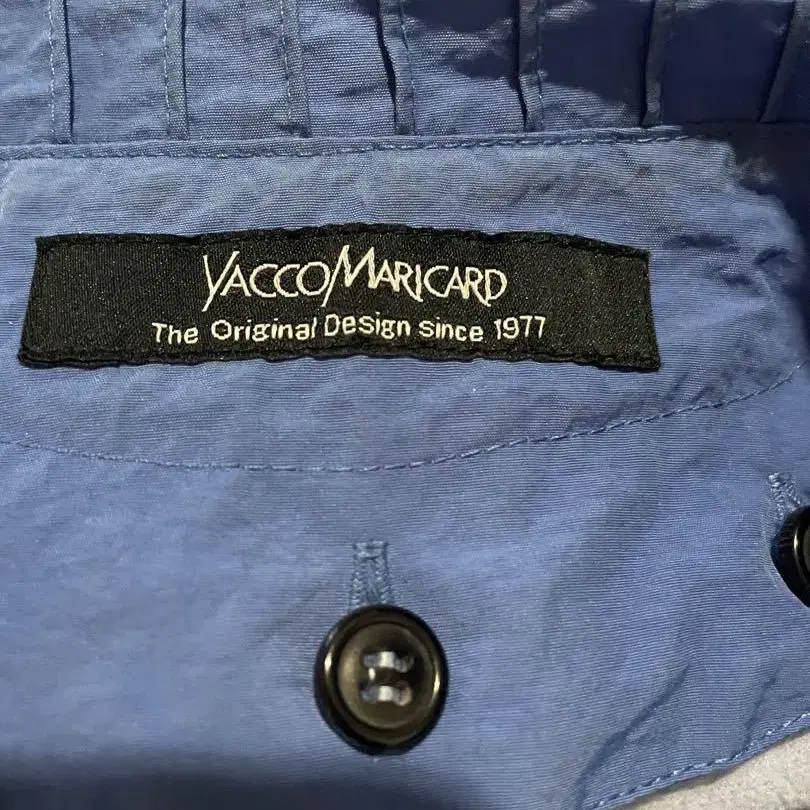 YACCOMARICARD
The Original Design since 1977